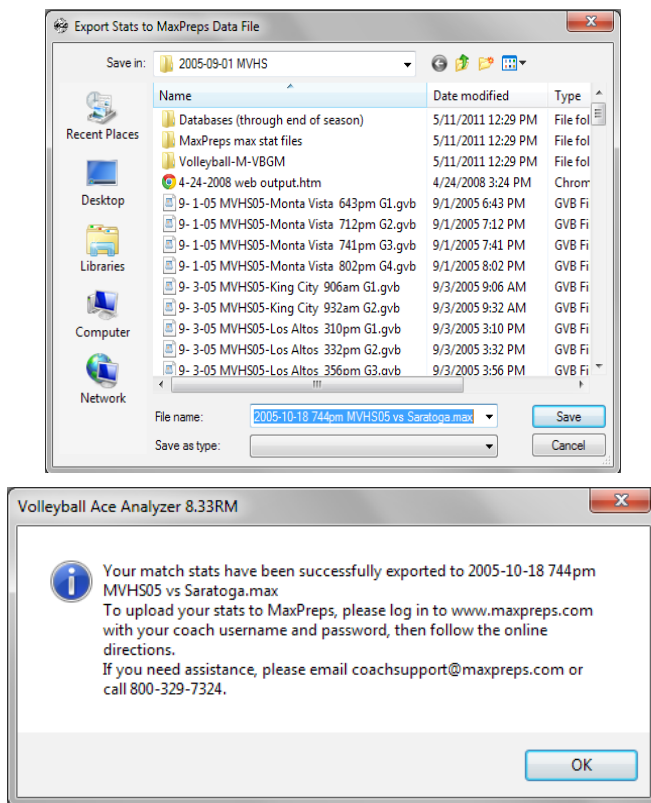 Export Stats to MaxPreps Data File
Save in: 2005-09-01 MVHS
Name Date modified Type
Recent Places
Desktop
Libraries
Computer
Network
Databases (through end of season) 5/11/2011 12:29 PM File fol
MaxPreps max stat files 5/11/2011 12:29 PM File fol
Volleyball-M-VBGM 5/11/2011 12:29 PM File fol
4-24-2008 web output.htm 4/24/2008 3:24 PM Chrom
9- 1-05 MVHS05-Monta Vista 643pm G1.gvb 9/1/2005 6:43 PM GVB Fi
9- 1-05 MVHS05-Monta Vista 712pm G2.gvb 9/1/2005 7:12 PM GVB Fi
9- 1-05 MVHS05-Monta Vista 741pm G3.gvb 9/1/2005 7:41 PM GVB Fi
9- 1-05 MVHS05-Monta Vista 802pm G4.gvb 9/1/2005 8:02 PM GVB Fi
9- 3-05 MVHS05-King City 906am G1.gvb 9/3/2005 9:06 AM GVB Fi
9- 3-05 MVHS05-King City 932am G2.gvb 9/3/2005 9:32 AM GVB Fi
9- 3-05 MVHS05-Los Altos 310pm G1.gvb 9/3/2005 3:10 PM GVB Fi
9- 3-05 MVHS05-Los Altos 332pm G2.gvb 9/3/2005 3:32 PM GVB Fi
9- 3-05 MVHS05-Los Altos 356pm G3.gvb 9/3/2005 3:56 PM GVB Fi
File name: 2005-10-18 744pm MVHS05 vs Saratoga.max Save
Save as type: Cancel
Volleyball Ace Analyzer 8.33RM
Your match stats have been successfully exported to 2005-10-18 744pm
MVHS05 vs Saratoga.max
To upload your stats to MaxPreps, please log in to www.maxpreps.com
with your coach username and password, then follow the online
directions.
If you need assistance, please email coachsupport@maxpreps.com or
call 800-329-7324.
OK